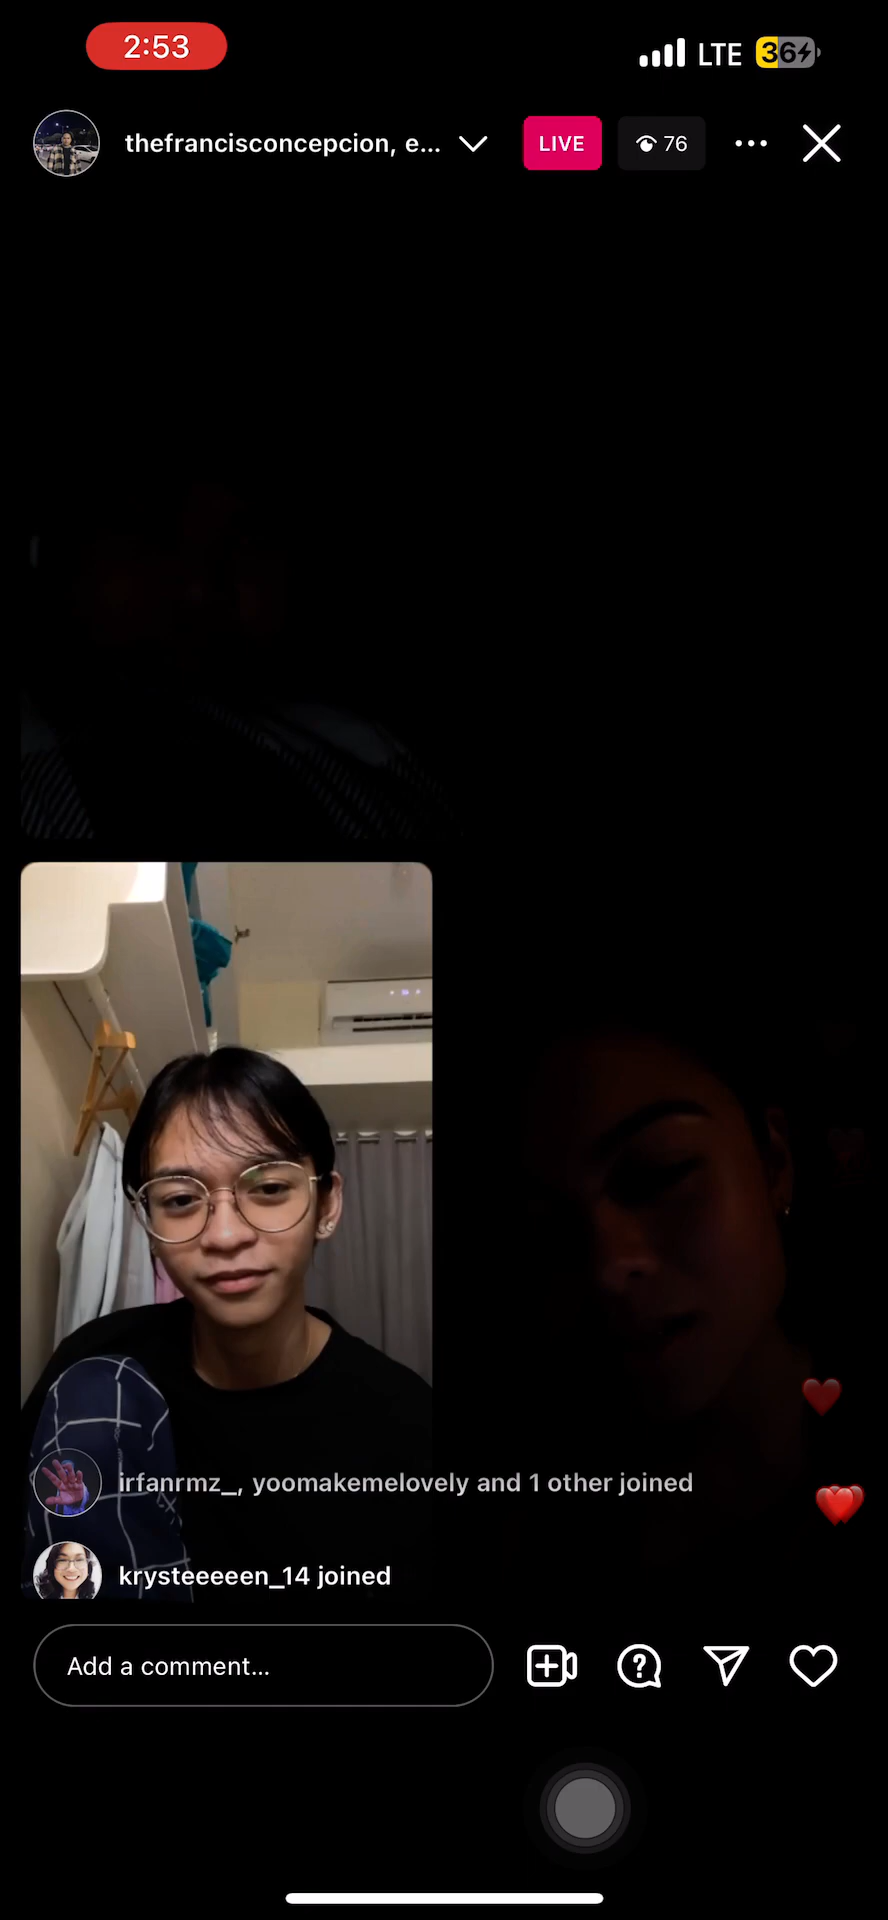 2:53
LTE
36
thefrancisconcepcion, e...
LIVE
76
irfanrmz_, yoomakemelovely and 1 other joined
krysteeeeen_14 joined
Add a comment...